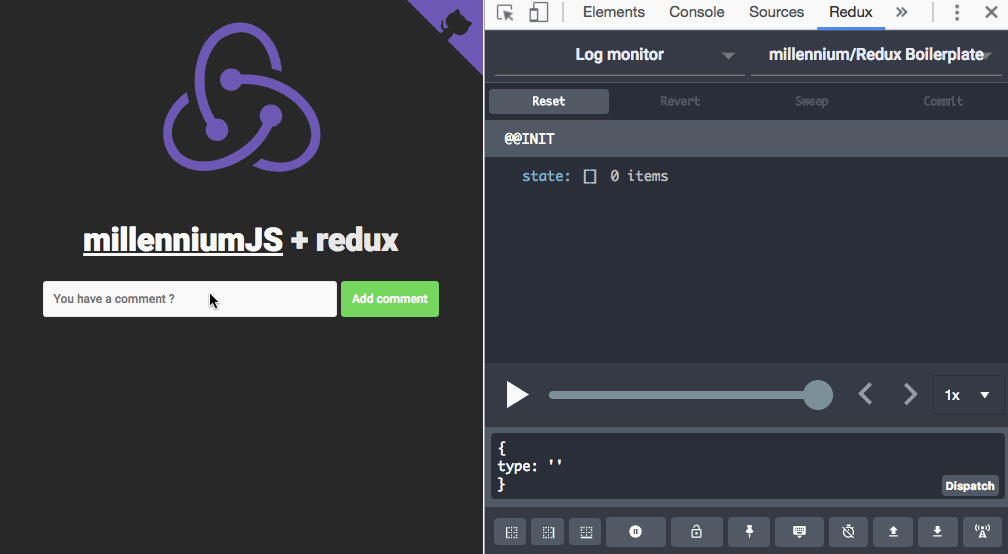 Elements Console Sources Redux
Log monitor millennium/Redux Boilerplate
Reset Revert Sweep Commit
@@INIT
state: [] 0 items
millenniumJS + redux
You have a comment ?
Add comment
1x
{
type: ''
}
Dispatch